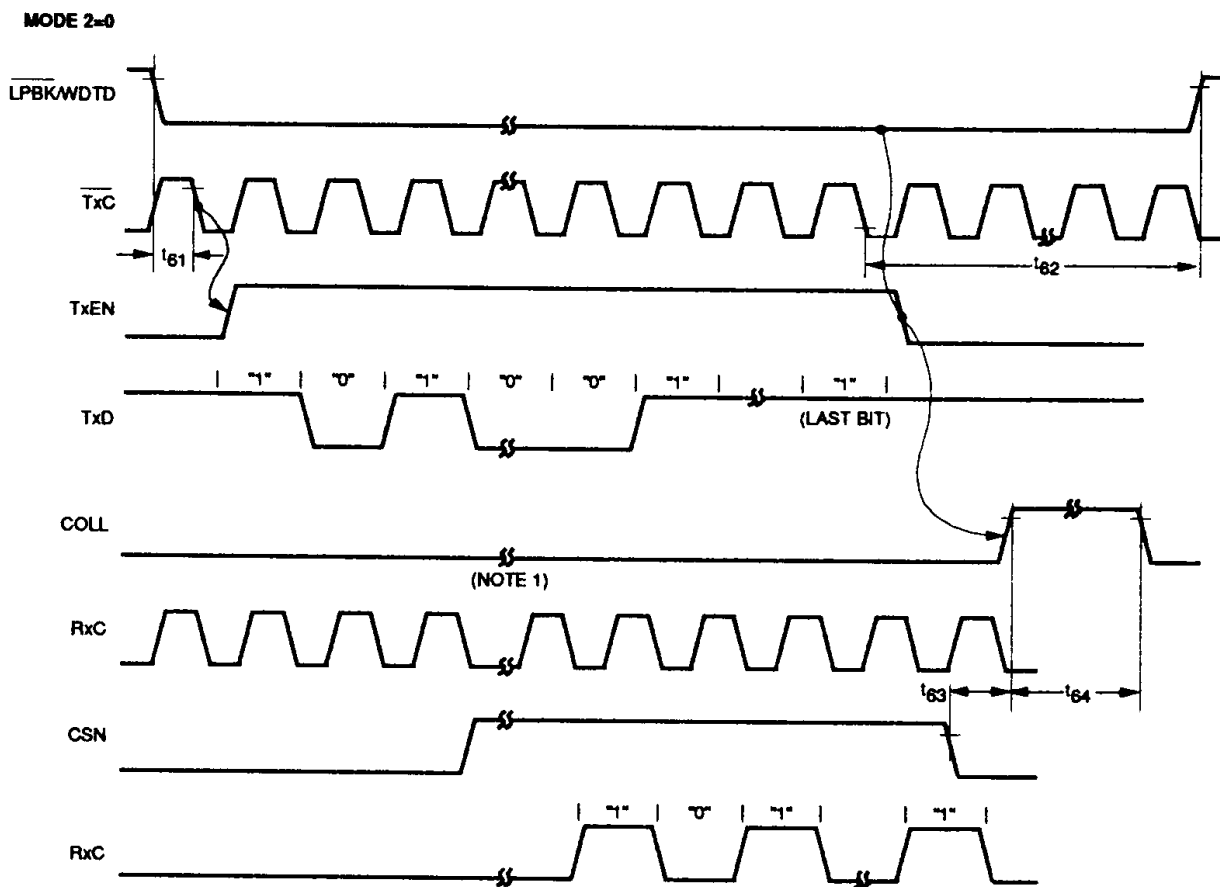 MODE 2=0
LPBK/WDTD
TxC
t61
t62
TxEN
"1" "0" "1" "0" "0" "1" "1"
TxD
(LAST BIT)
COLL
(NOTE 1)
RxC
t63 t64
CSN
"1" "0" "1" "1"
RxC